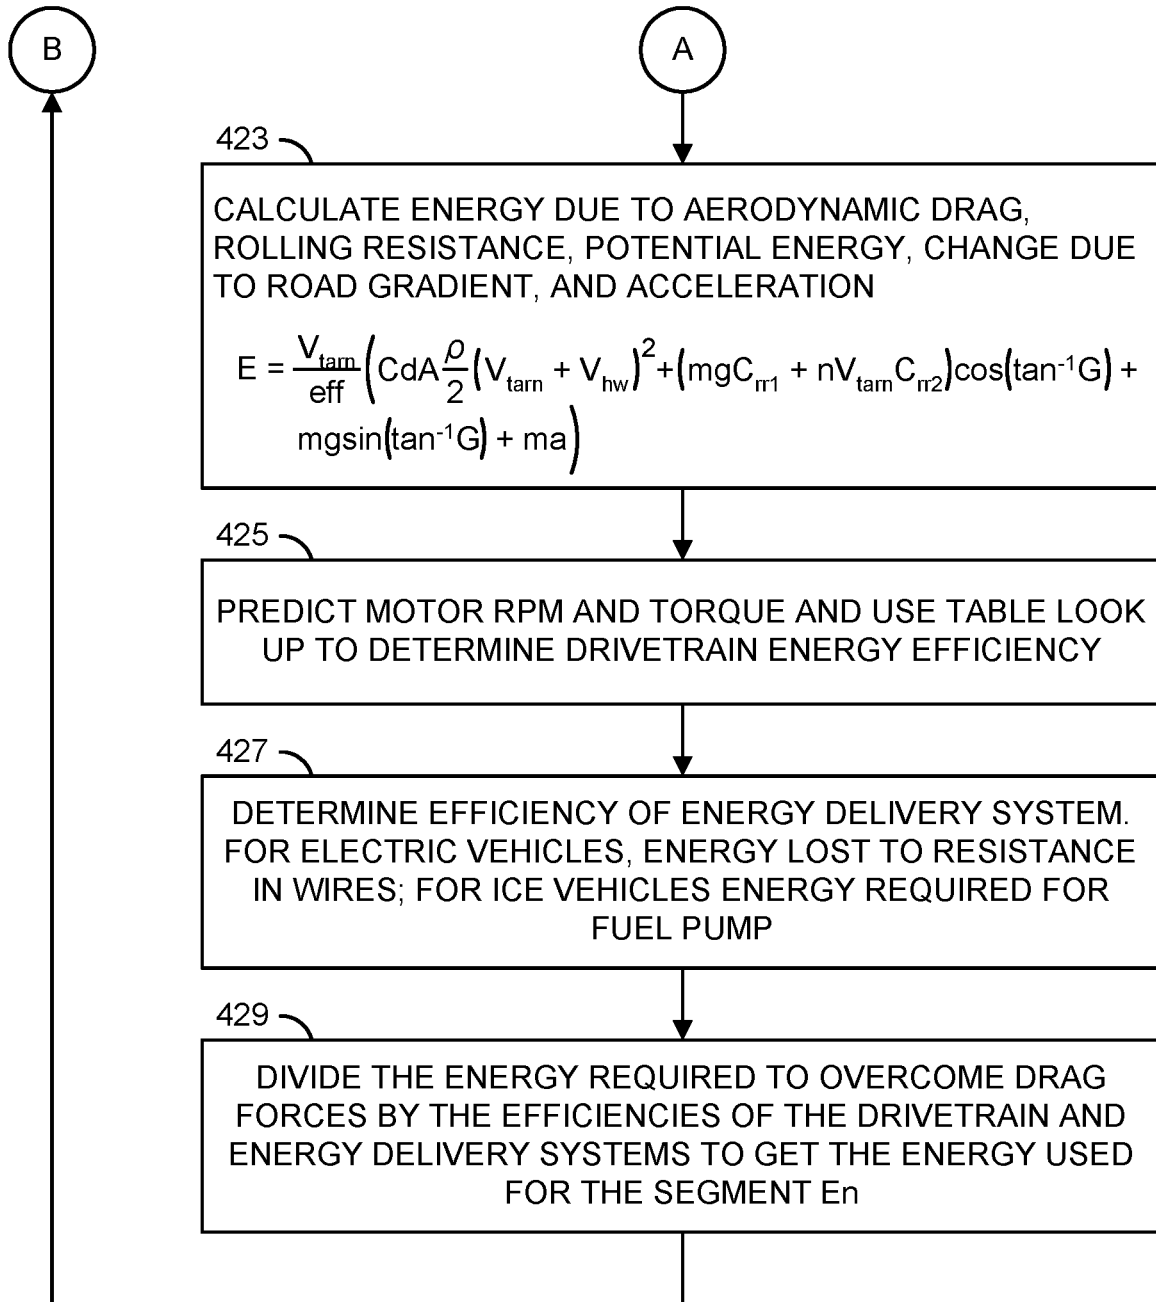 B
A
423
CALCULATE ENERGY DUE TO AERODYNAMIC DRAG,
ROLLING RESISTANCE, POTENTIAL ENERGY, CHANGE DUE
TO ROAD GRADIENT, AND ACCELERATION
E = V_tarn/eff (CdA ρ/2 (V_tarn + V_hw)² + (mgC_rr1 + nV_tarn C_rr2)cos(tan⁻¹G) +
mgsin(tan⁻¹G) + ma)
425
PREDICT MOTOR RPM AND TORQUE AND USE TABLE LOOK
UP TO DETERMINE DRIVETRAIN ENERGY EFFICIENCY
427
DETERMINE EFFICIENCY OF ENERGY DELIVERY SYSTEM.
FOR ELECTRIC VEHICLES, ENERGY LOST TO RESISTANCE
IN WIRES; FOR ICE VEHICLES ENERGY REQUIRED FOR
FUEL PUMP
429
DIVIDE THE ENERGY REQUIRED TO OVERCOME DRAG
FORCES BY THE EFFICIENCIES OF THE DRIVETRAIN AND
ENERGY DELIVERY SYSTEMS TO GET THE ENERGY USED
FOR THE SEGMENT En